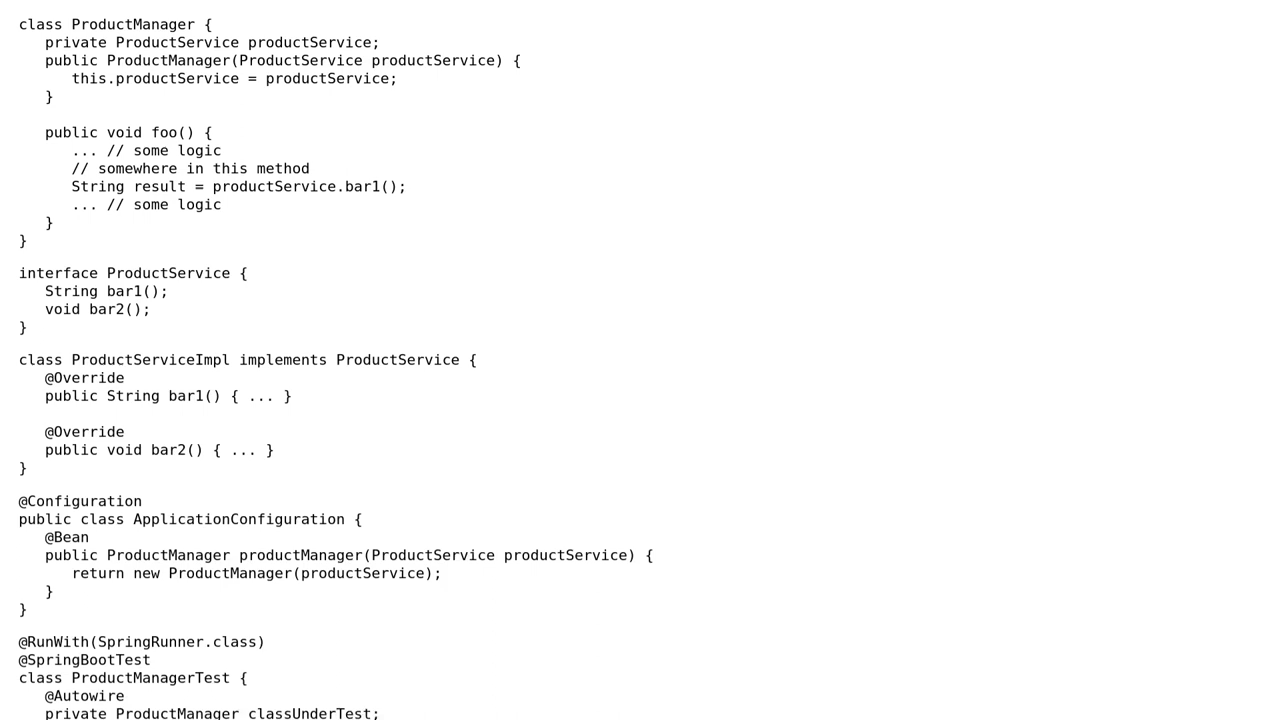 class ProductManager {
   private ProductService productService;
   public ProductManager(ProductService productService) {
      this.productService = productService;
   }

   public void foo() {
      ... // some logic
      // somewhere in this method
      String result = productService.bar1();
      ... // some logic
   }
}

interface ProductService {
   String bar1();
   void bar2();
}

class ProductServiceImpl implements ProductService {
   @Override
   public String bar1() { ... }

   @Override
   public void bar2() { ... }
}

@Configuration
public class ApplicationConfiguration {
   @Bean
   public ProductManager productManager(ProductService productService) {
      return new ProductManager(productService);
   }
}

@RunWith(SpringRunner.class)
@SpringBootTest
class ProductManagerTest {
   @Autowire
   private ProductManager classUnderTest;